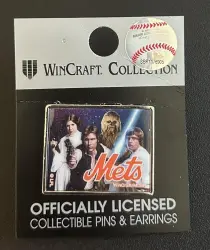 WINCRAFT COLLECTION
Mets
OFFICIALLY LICENSED
COLLECTIBLE PINS & EARRINGS